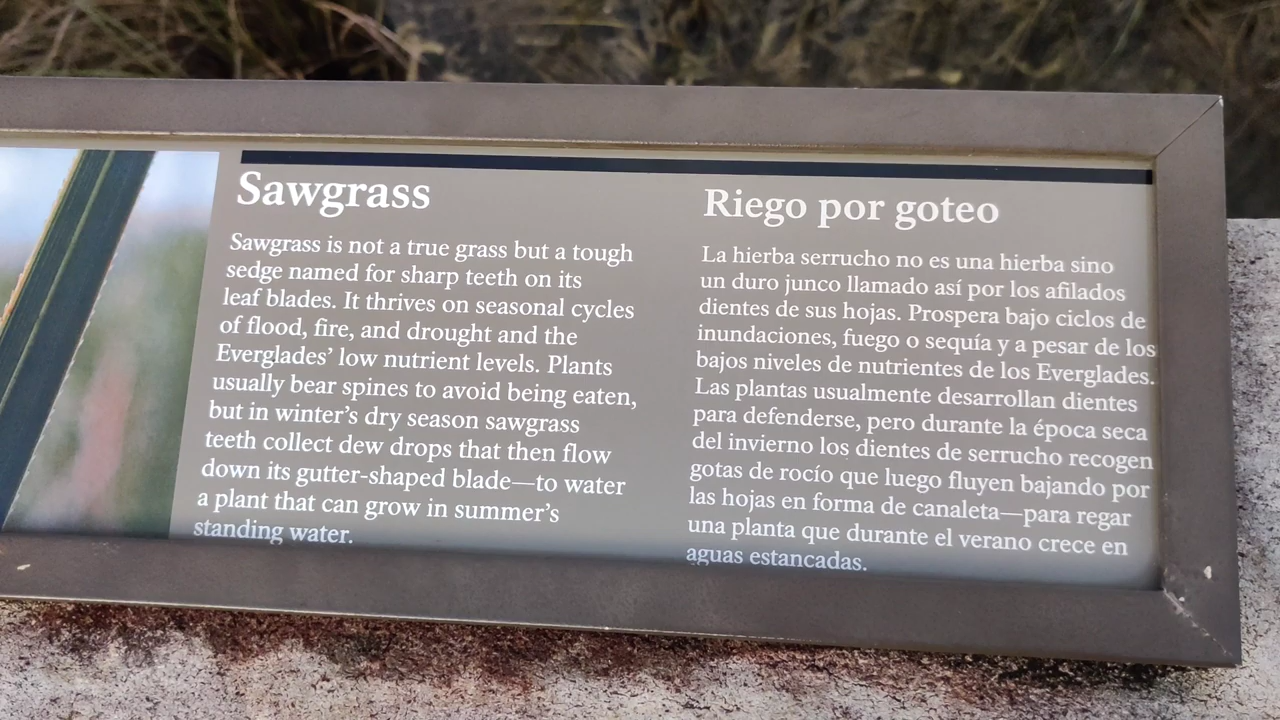 Sawgrass
Sawgrass is not a true grass but a tough
sedge named for sharp teeth on its
leaf blades. It thrives on seasonal cycles
of flood, fire, and drought and the
Everglades’ low nutrient levels. Plants
usually bear spines to avoid being eaten,
but in winter’s dry season sawgrass
teeth collect dew drops that then flow
down its gutter-shaped blade—to water
a plant that can grow in summer’s
standing water.
Riego por goteo
La hierba serrucho no es una hierba sino
un duro junco llamado así por los afilados
dientes de sus hojas. Prospera bajo ciclos de
inundaciones, fuego o sequía y a pesar de los
bajos niveles de nutrientes de los Everglades.
Las plantas usualmente desarrollan dientes
para defenderse, pero durante la época seca
del invierno los dientes de serrucho recogen
gotas de rocío que luego fluyen bajando por
las hojas en forma de canaleta—para regar
una planta que durante el verano crece en
aguas estancadas.